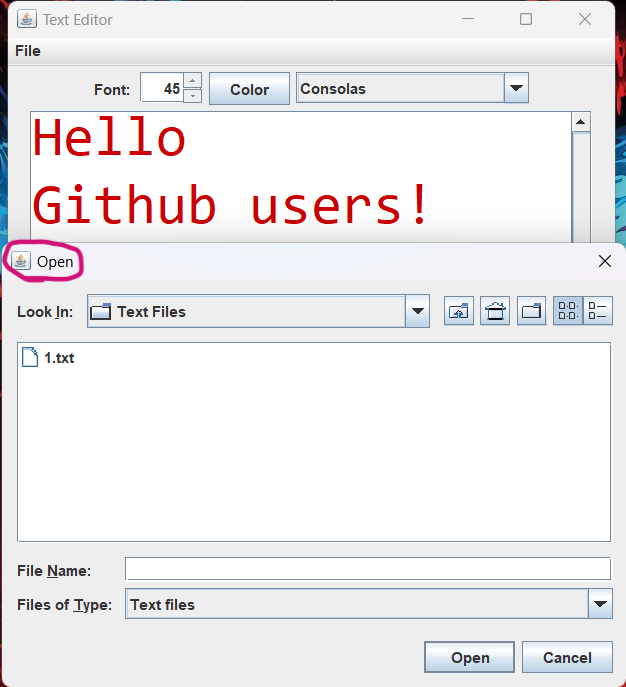 Text Editor
File
Font: 45 Color Consolas
Hello
Github users!
Open
Look In: Text Files
1.txt
File Name:
Files of Type: Text files
Open Cancel